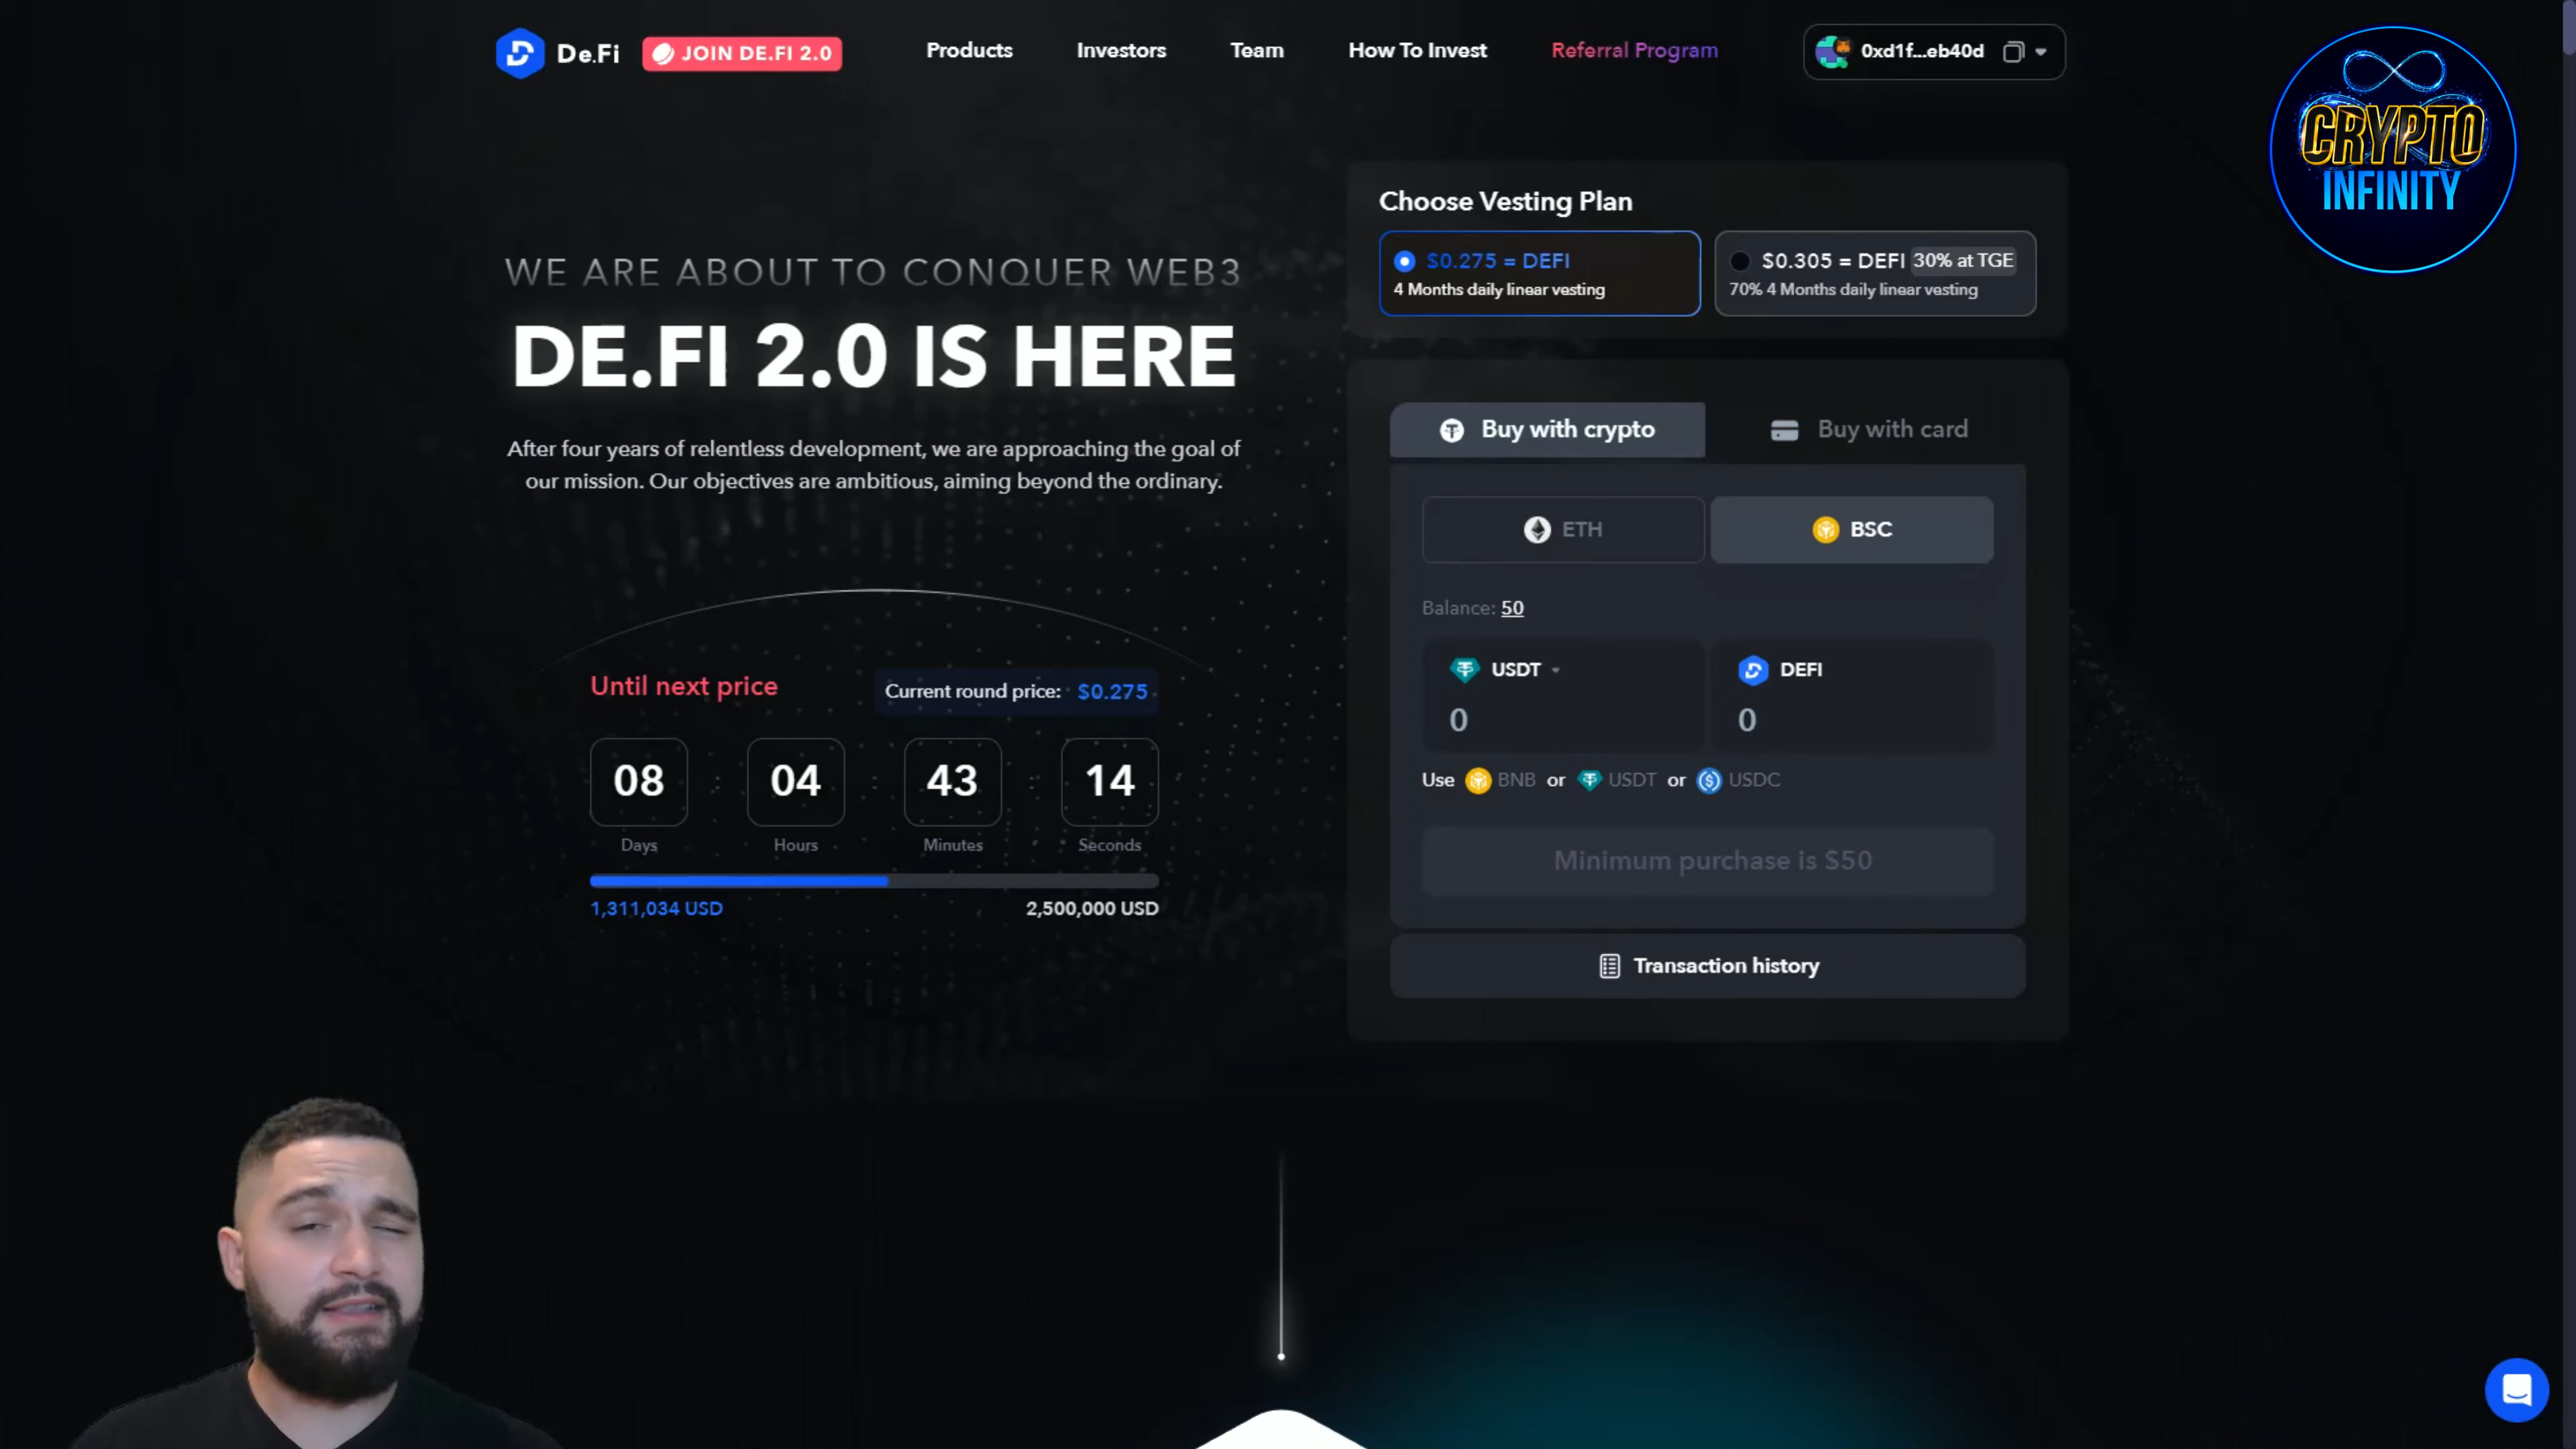 De.Fi
JOIN DE.FI 2.0
Products
Investors
Team
How To Invest
Referral Program
0xd1f...eb40d
CRYPTO
INFINITY
WE ARE ABOUT TO CONQUER WEB3
DE.FI 2.0 IS HERE
After four years of relentless development, we are approaching the goal of
our mission. Our objectives are ambitious, aiming beyond the ordinary.
Until next price
Current round price: $0.275
08 : 04 : 43 : 14
Days Hours Minutes Seconds
1,311,034 USD
2,500,000 USD
Choose Vesting Plan
$0.275 = DEFI
4 Months daily linear vesting
$0.305 = DEFI 30% at TGE
70% 4 Months daily linear vesting
Buy with crypto
Buy with card
ETH
BSC
Balance: 50
USDT
0
DEFI
0
Use BNB or USDT or USDC
Minimum purchase is $50
Transaction history